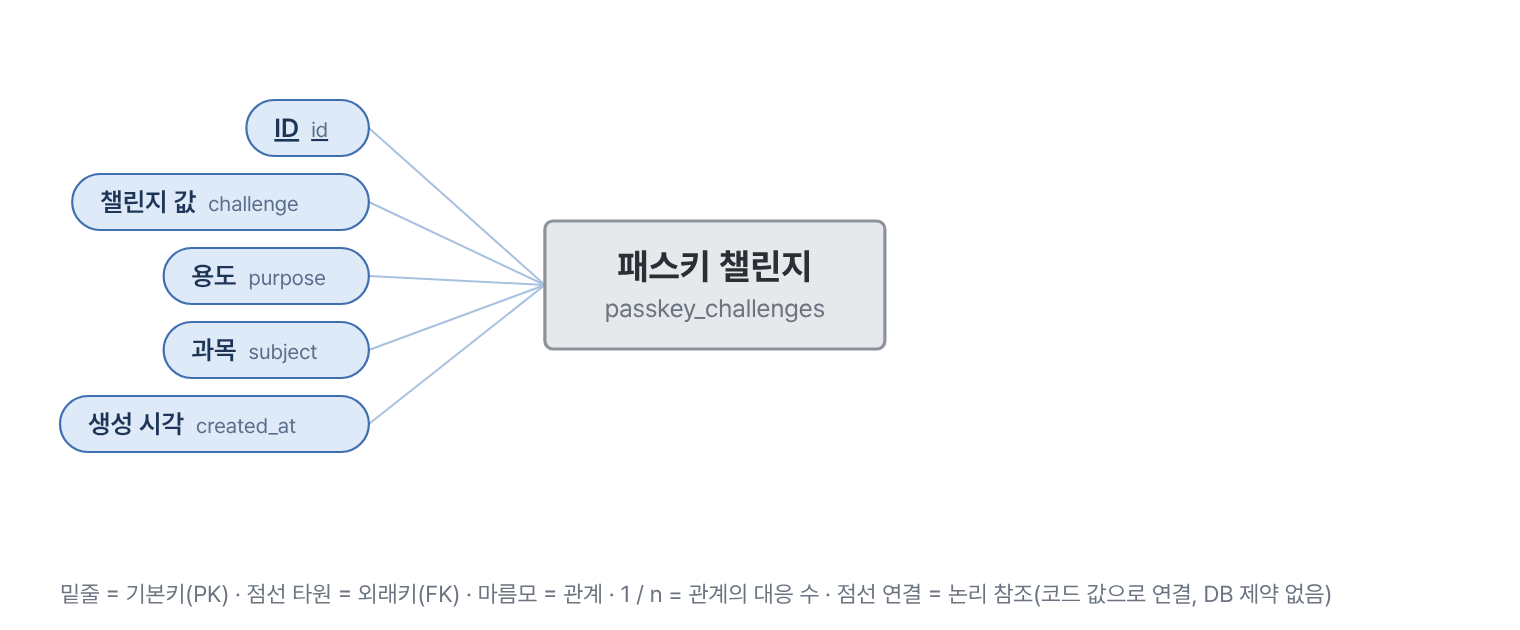 ID id
챌린지 값 challenge
용도 purpose
과목 subject
생성 시각 created_at
패스키 챌린지
passkey_challenges
밑줄 = 기본키(PK) · 점선 타원 = 외래키(FK) · 마름모 = 관계 · 1 / n = 관계의 대응 수 · 점선 연결 = 논리 참조(코드 값으로 연결, DB 제약 없음)